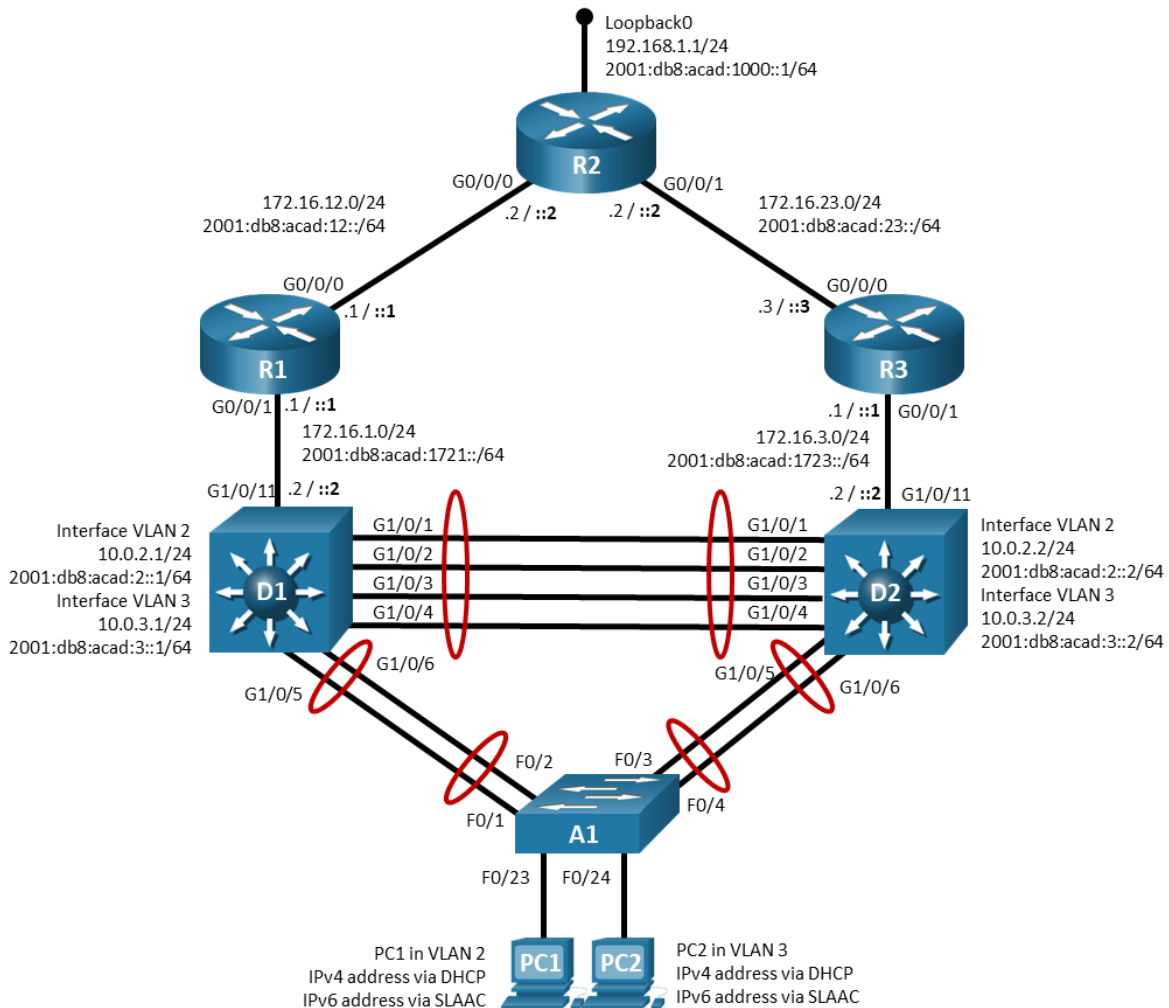 Loopback0
192.168.1.1/24
2001:db8:acad:1000::1/64
R2
G0/0/0
G0/0/1
172.16.12.0/24
2001:db8:acad:12::/64
.2 / ::2
.2 / ::2
172.16.23.0/24
2001:db8:acad:23::/64
G0/0/0
.1 / ::1
G0/0/0
.3 / ::3
R1
R3
G0/0/1
.1 / ::1
.1 / ::1
G0/0/1
172.16.1.0/24
2001:db8:acad:1721::/64
172.16.3.0/24
2001:db8:acad:1723::/64
G1/0/11
.2 / ::2
.2 / ::2
G1/0/11
Interface VLAN 2
10.0.2.1/24
2001:db8:acad:2::1/64
Interface VLAN 3
10.0.3.1/24
2001:db8:acad:3::1/64
D1
G1/0/1
G1/0/2
G1/0/3
G1/0/4
G1/0/1
G1/0/2
G1/0/3
G1/0/4
D2
Interface VLAN 2
10.0.2.2/24
2001:db8:acad:2::2/64
Interface VLAN 3
10.0.3.2/24
2001:db8:acad:3::2/64
G1/0/5
G1/0/6
G1/0/5
G1/0/6
F0/1
F0/2
F0/3
F0/4
A1
F0/23
F0/24
PC1 in VLAN 2
IPv4 address via DHCP
IPv6 address via SLAAC
PC1
PC2
PC2 in VLAN 3
IPv4 address via DHCP
IPv6 address via SLAAC